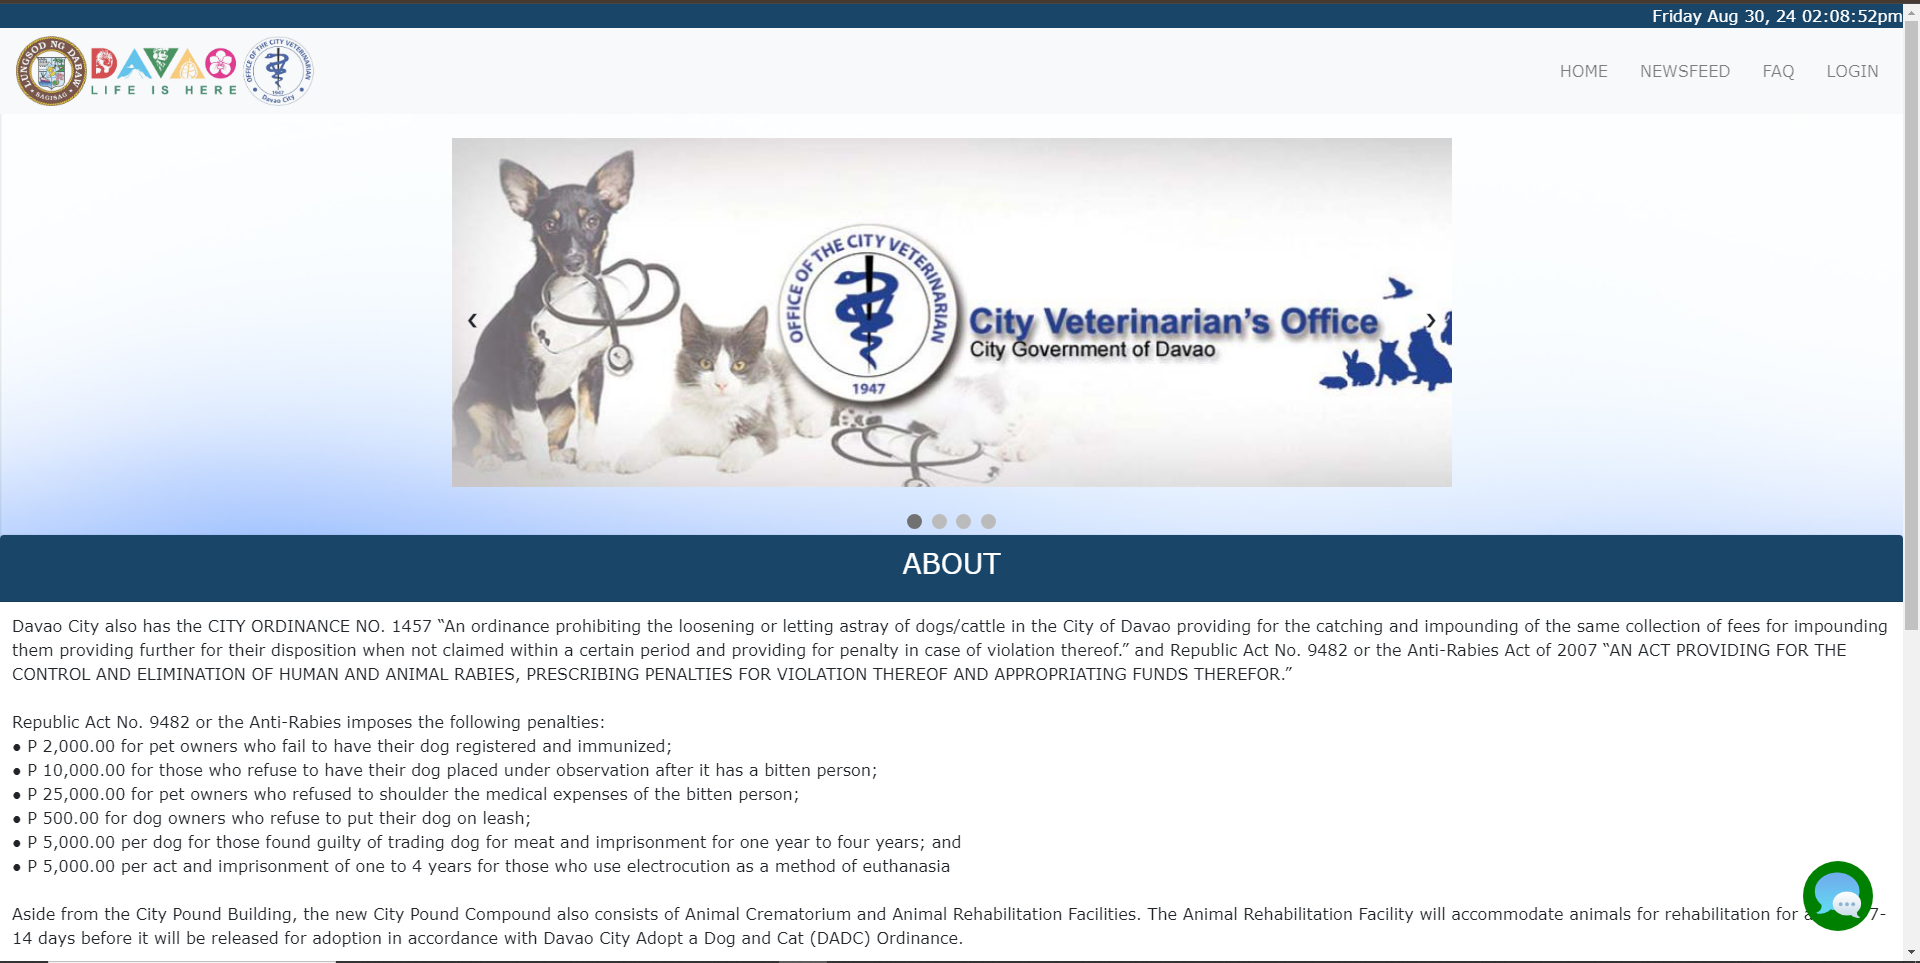 Friday Aug 30, 24 02:08:52pm
LUNGSOD NG DABAW
SAGISAG
DAVAO
LIFE IS HERE
OFFICE OF THE CITY VETERINARIAN
1947
Davao City
HOME NEWSFEED FAQ LOGIN
OFFICE OF THE CITY VETERINARIAN
1947
City Veterinarian's Office
City Government of Davao
ABOUT
Davao City also has the CITY ORDINANCE NO. 1457 “An ordinance prohibiting the loosening or letting astray of dogs/cattle in the City of Davao providing for the catching and impounding of the same collection of fees for impounding
them providing further for their disposition when not claimed within a certain period and providing for penalty in case of violation thereof.” and Republic Act No. 9482 or the Anti-Rabies Act of 2007 “AN ACT PROVIDING FOR THE
CONTROL AND ELIMINATION OF HUMAN AND ANIMAL RABIES, PRESCRIBING PENALTIES FOR VIOLATION THEREOF AND APPROPRIATING FUNDS THEREFOR.”
Republic Act No. 9482 or the Anti-Rabies imposes the following penalties:
● P 2,000.00 for pet owners who fail to have their dog registered and immunized;
● P 10,000.00 for those who refuse to have their dog placed under observation after it has a bitten person;
● P 25,000.00 for pet owners who refused to shoulder the medical expenses of the bitten person;
● P 500.00 for dog owners who refuse to put their dog on leash;
● P 5,000.00 per dog for those found guilty of trading dog for meat and imprisonment for one year to four years; and
● P 5,000.00 per act and imprisonment of one to 4 years for those who use electrocution as a method of euthanasia
Aside from the City Pound Building, the new City Pound Compound also consists of Animal Crematorium and Animal Rehabilitation Facilities. The Animal Rehabilitation Facility will accommodate animals for rehabilitation for 7-
14 days before it will be released for adoption in accordance with Davao City Adopt a Dog and Cat (DADC) Ordinance.